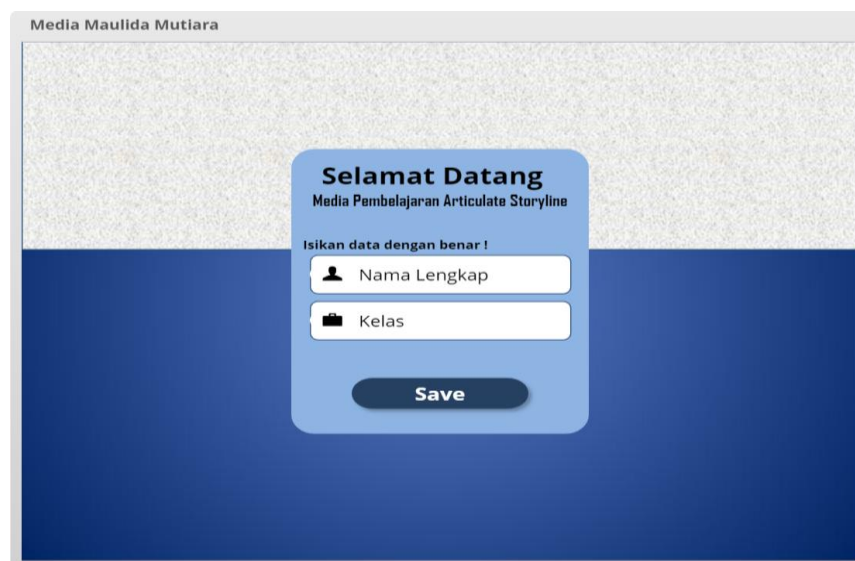 Media Maulida Mutiara
Selamat Datang
Media Pembelajaran Articulate Storyline
Isikan data dengan benar !
Nama Lengkap
Kelas
Save